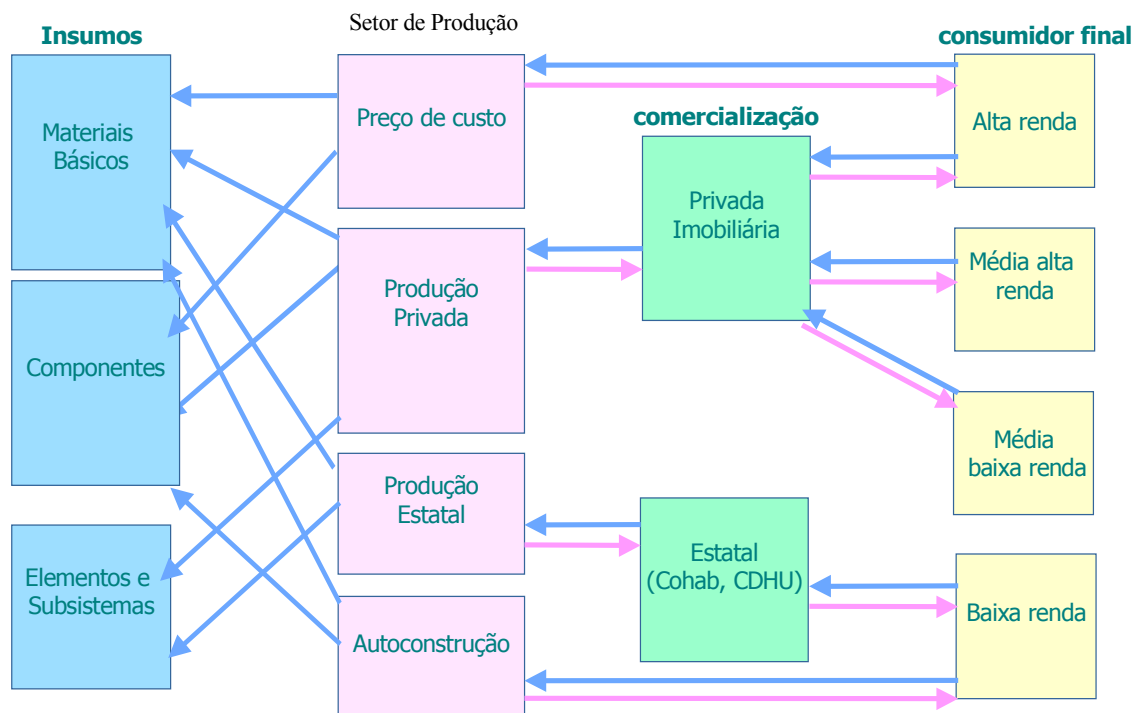 Setor de Produção
Insumos
consumidor final
Materiais
Básicos
Preço de custo
comercialização
Alta renda
Privada
Imobiliária
Média alta
renda
Produção
Privada
Componentes
Média
baixa renda
Produção
Estatal
Estatal
(Cohab, CDHU)
Elementos e
Subsistemas
Baixa renda
Autoconstrução